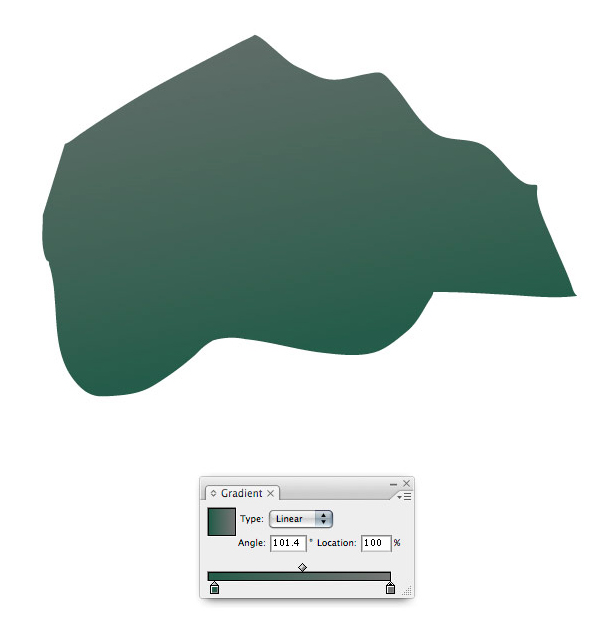 Gradient
Type: Linear
Angle: 101.4 ° Location: 100 %